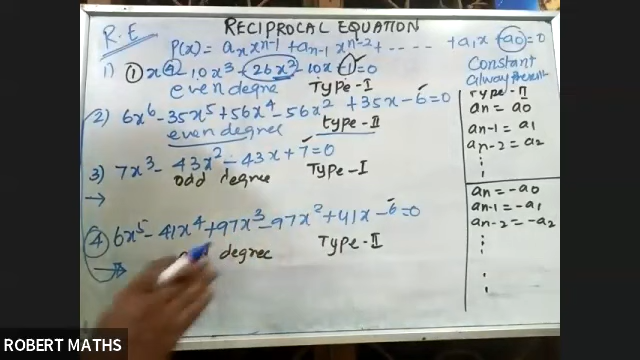 R.E
RECIPROCAL EQUATION
P(x) = aₙxⁿ⁻¹ + aₙ₋₁ xⁿ⁻² + ----- + a₁x + a₀ = 0
1) ① x⁴ - 10x³ + 26x² - 10x + 1 = 0
even degree Type-I
2) 6x⁶ - 35x⁵ + 56x⁴ - 56x² + 35x - 6 = 0
even degree type-II
3) 7x³ - 43x² - 43x + 7 = 0
odd degree Type-I
④ 6x⁵ - 41x⁴ + 97x³ - 97x² + 41x - 6 = 0
degree Type-II
Constant
Type-II
aₙ = a₀
aₙ₋₁ = a₁
aₙ₋₂ = a₂
aₙ = -a₀
aₙ₋₁ = -a₁
aₙ₋₂ = -a₂
ROBERT MATHS